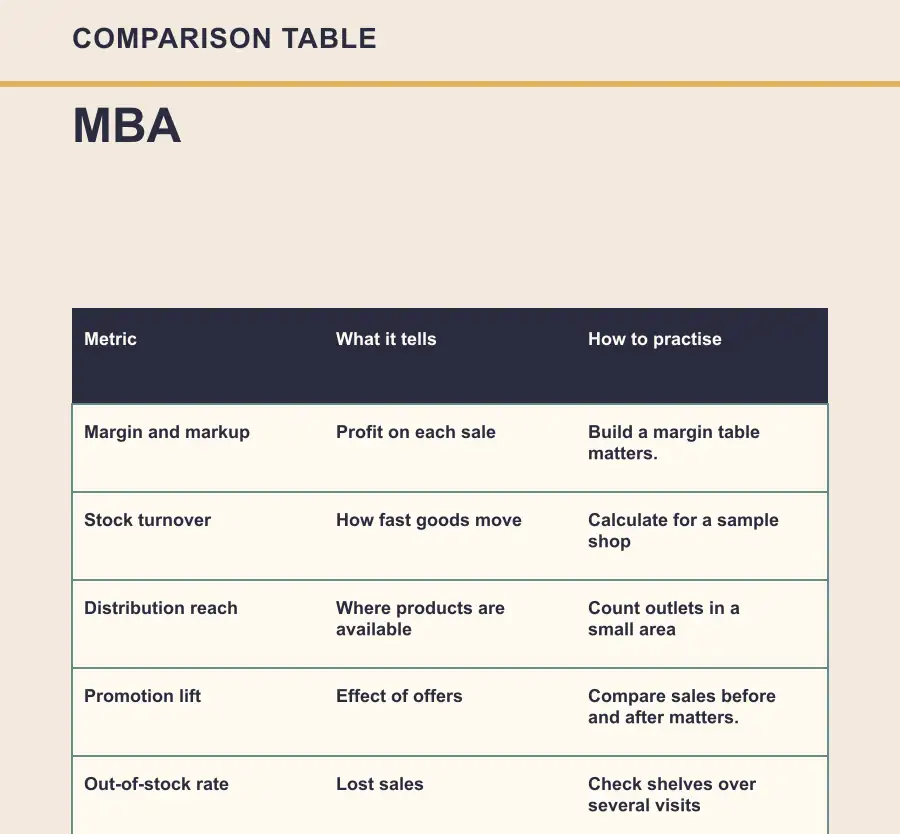 COMPARISON TABLE
MBA
Metric What it tells How to practise
Margin and markup Profit on each sale Build a margin table
matters.
Stock turnover How fast goods move Calculate for a sample
shop
Distribution reach Where products are Count outlets in a
available small area
Promotion lift Effect of offers Compare sales before
and after matters.
Out-of-stock rate Lost sales Check shelves over
several visits